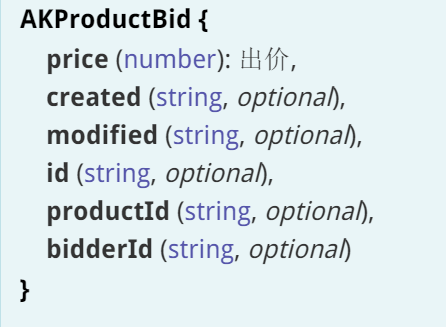 AKProductBid {
price (number): 出价,
created (string, optional),
modified (string, optional),
id (string, optional),
productId (string, optional),
bidderId (string, optional)
}